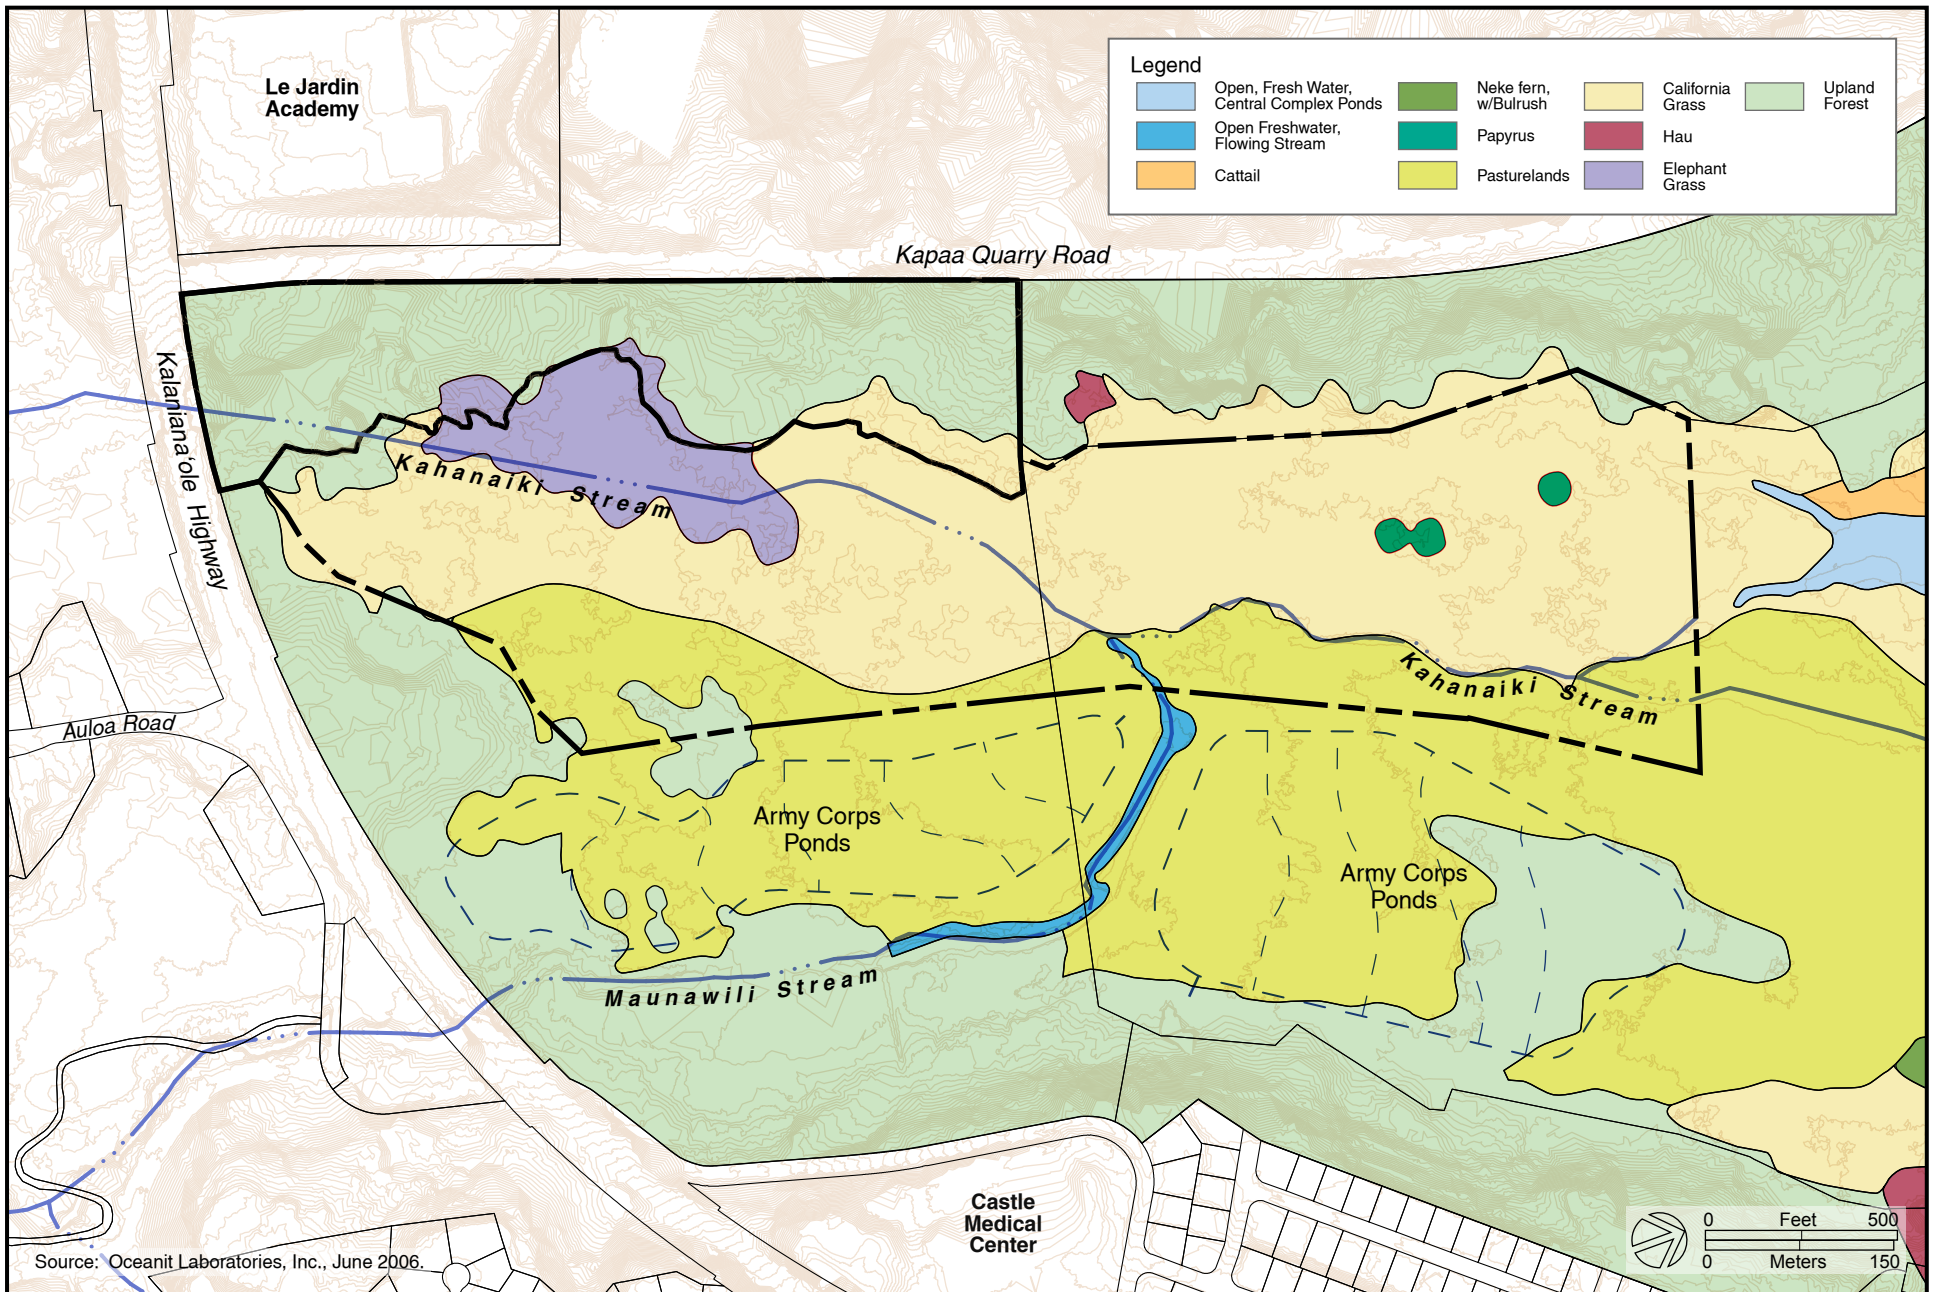 Le Jardin
Academy
Legend
Open, Fresh Water,
Central Complex Ponds
Open Freshwater,
Flowing Stream
Cattail
Neke fern,
w/Bulrush
Papyrus
Pasturelands
California
Grass
Hau
Elephant
Grass
Upland
Forest
Kapaa Quarry Road
Kalaniana'ole Highway
Kahanaiki Stream
Kahanaiki Stream
Auloa Road
Army Corps
Ponds
Army Corps
Ponds
Maunawili Stream
Castle
Medical
Center
Source: Oceanit Laboratories, Inc., June 2006.
0 Feet 500
0 Meters 150